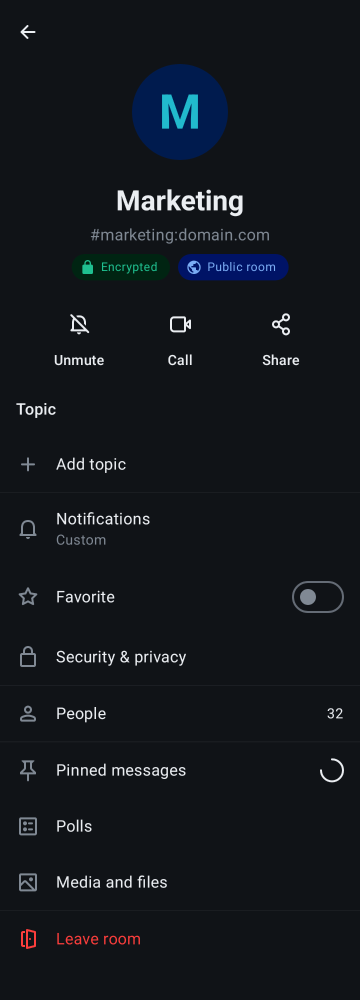 M
Marketing
#marketing:domain.com
Encrypted
Public room
Unmute
Call
Share
Topic
Add topic
Notifications
Custom
Favorite
Security & privacy
People
32
Pinned messages
Polls
Media and files
Leave room